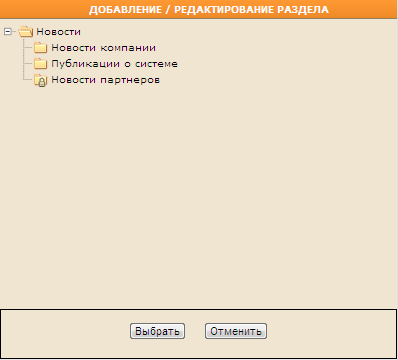 ДОБАВЛЕНИЕ / РЕДАКТИРОВАНИЕ РАЗДЕЛА
Новости
Новости компании
Публикации о системе
Новости партнеров
Выбрать Отменить